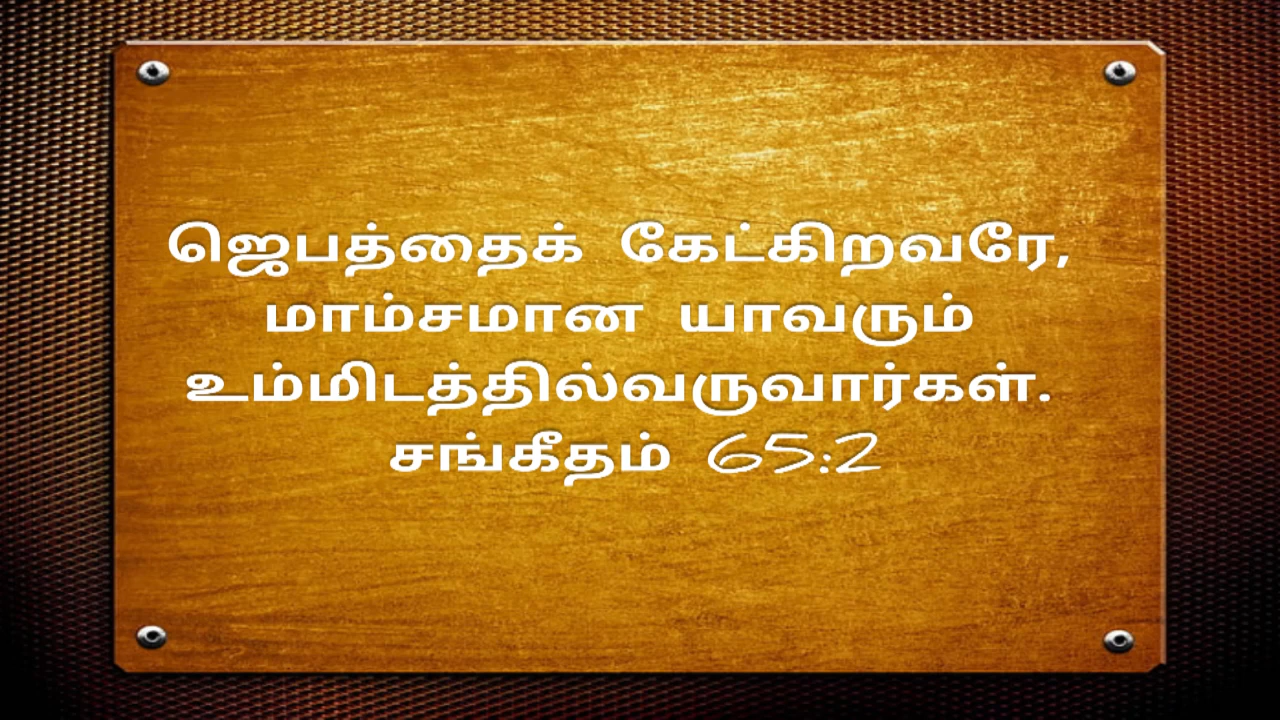 ஜெபத்தைக் கேட்கிறவரே,
மாம்சமான யாவரும்
உம்மிடத்தில்வருவார்கள்.
சங்கீதம் 65:2